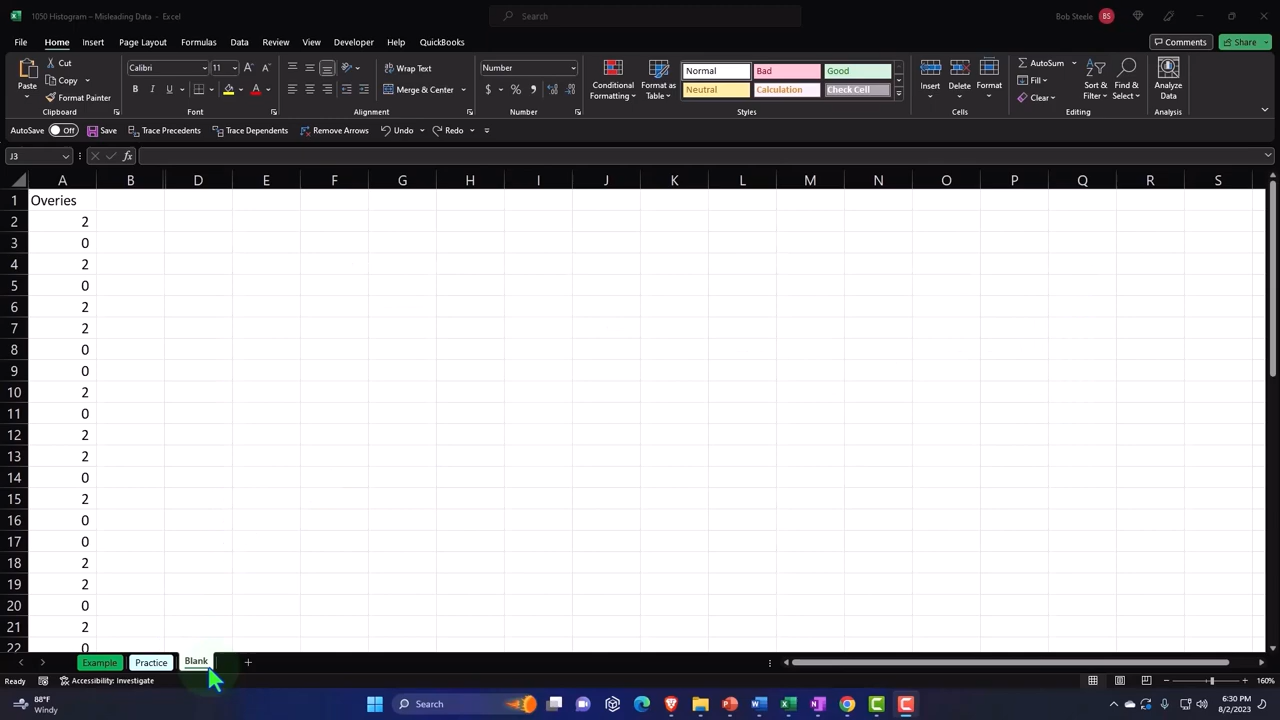 1050 Histogram – Misleading Data - Excel
Search
Bob Steele BS
File Home Insert Page Layout Formulas Data Review View Developer Help QuickBooks
Comments Share
Paste
Cut
Copy
Format Painter
Clipboard
Calibri 11
B I U
Font
Wrap Text
Merge & Center
Alignment
Number
$ % ,
Number
Conditional Formatting
Format as Table
Normal Bad Good
Neutral Calculation Check Cell
Styles
Insert Delete Format
Cells
AutoSum
Fill
Clear
Sort & Filter
Find & Select
Editing
Analyze Data
Analysis
AutoSave Off Save Trace Precedents Trace Dependents Remove Arrows Undo Redo
J3 fx
A B D E F G H I J K L M N O P Q R S
1 Overies
2 2
3 0
4 2
5 0
6 2
7 2
8 0
9 0
10 2
11 0
12 2
13 2
14 0
15 2
16 0
17 0
18 2
19 2
20 0
21 2
22 0
Example Practice Blank
Ready Accessibility: Investigate 160%
88°F
Windy
Search
6:30 PM
8/2/2023